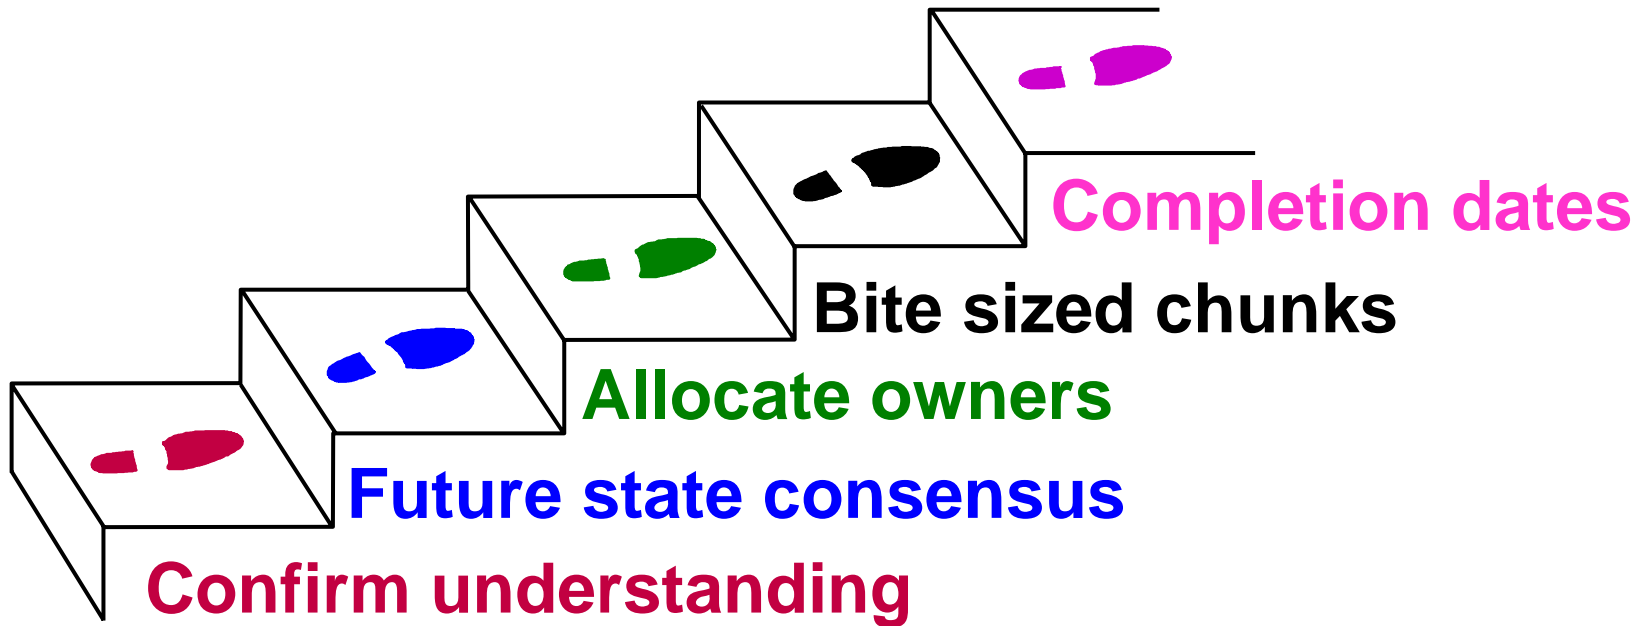 Completion dates
Bite sized chunks
Allocate owners
Future state consensus
Confirm understanding